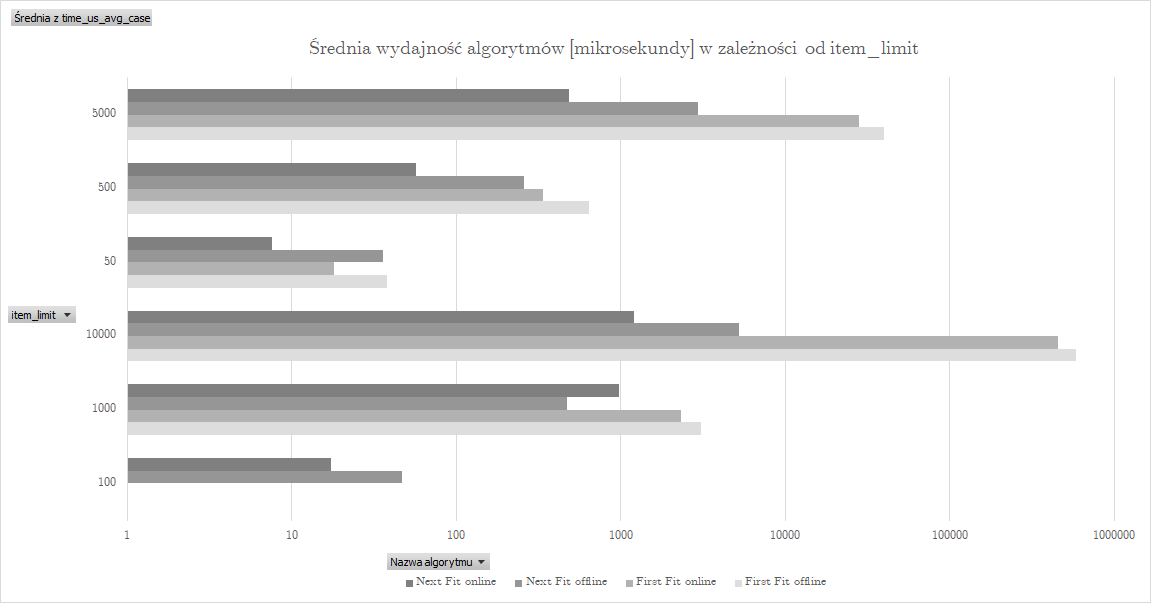 Średnia z time_us_avg_case
Średnia wydajność algorytmów [mikrosekundy] w zależności od item_limit
5000
500
50
item_limit
10000
1000
100
1 10 100 1000 10000 100000 1000000
Nazwa algorytmu
Next Fit online Next Fit offline First Fit online First Fit offline